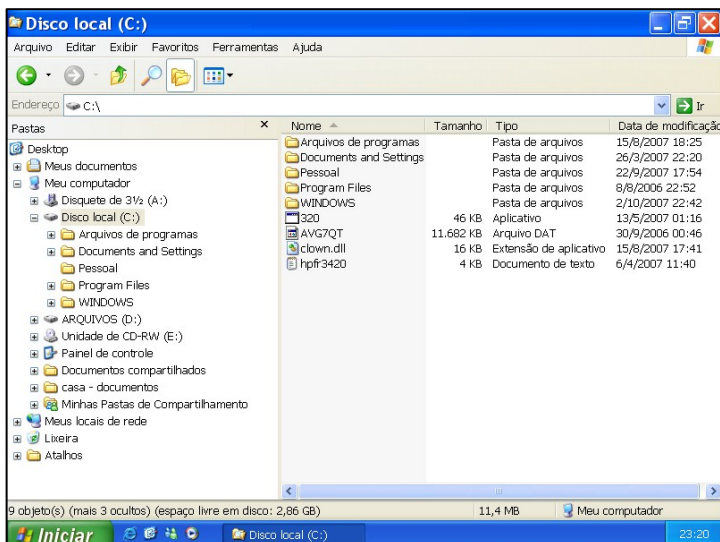 Disco local (C:)
Arquivo Editar Exibir Favoritos Ferramentas Ajuda
Endereço C:\ Ir
Pastas
Desktop
Meus documentos
Meu computador
Disquete de 3½ (A:)
Disco local (C:)
Arquivos de programas
Documents and Settings
Pessoal
Program Files
WINDOWS
ARQUIVOS (D:)
Unidade de CD-RW (E:)
Painel de controle
Documentos compartilhados
casa - documentos
Minhas Pastas de Compartilhamento
Meus locais de rede
Lixeira
Atalhos
Nome Tamanho Tipo Data de modificação
Arquivos de programas Pasta de arquivos 15/8/2007 18:25
Documents and Settings Pasta de arquivos 26/3/2007 22:20
Pessoal Pasta de arquivos 22/9/2007 17:54
Program Files Pasta de arquivos 8/8/2006 22:52
WINDOWS Pasta de arquivos 2/10/2007 22:42
320 46 KB Aplicativo 13/5/2007 01:16
AVG7QT 11.682 KB Arquivo DAT 30/9/2006 00:46
clown.dll 16 KB Extensão de aplicativo 15/8/2007 17:41
hpfr3420 4 KB Documento de texto 6/4/2007 11:40
9 objeto(s) (mais 3 ocultos) (espaço livre em disco: 2,86 GB) 11,4 MB Meu computador
Iniciar Disco local (C:) 23:20